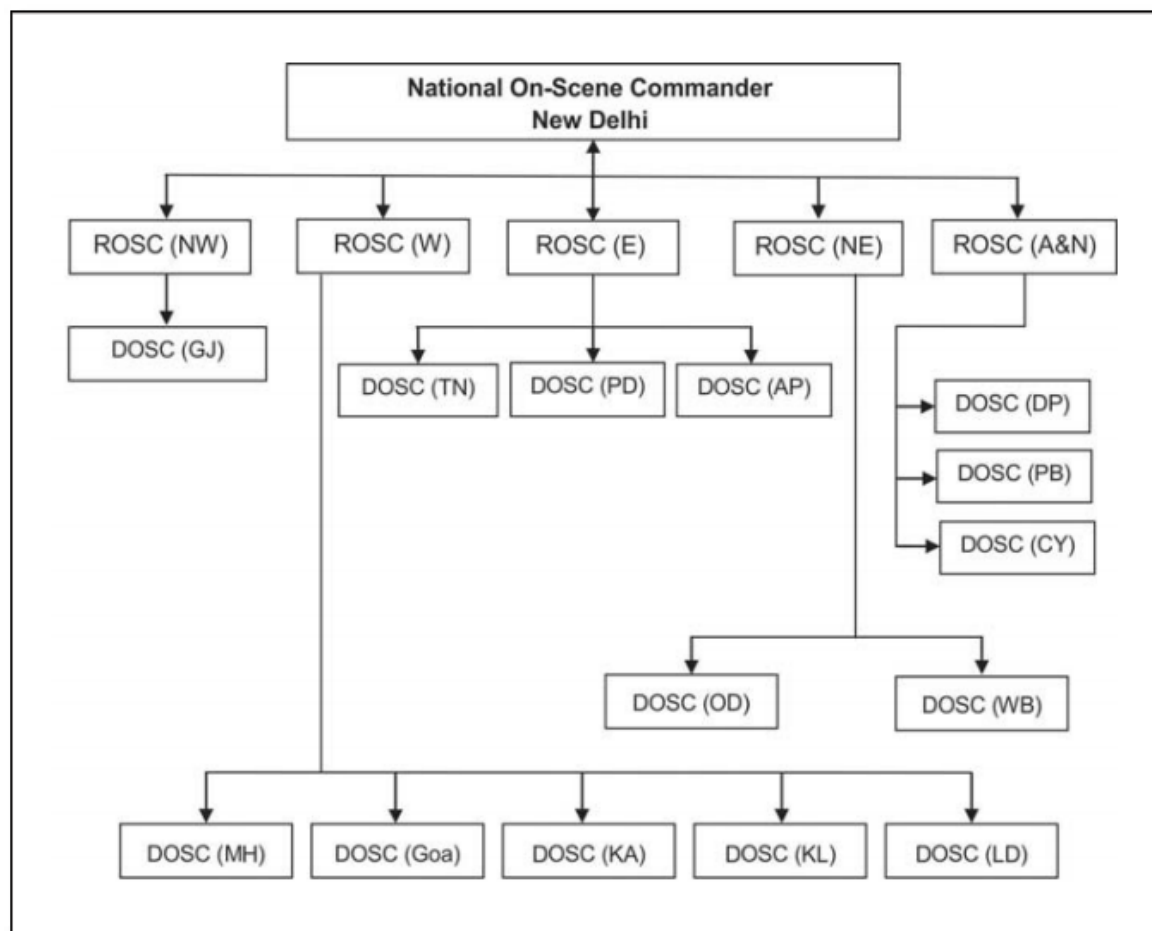 National On-Scene Commander
New Delhi
ROSC (NW)
ROSC (W)
ROSC (E)
ROSC (NE)
ROSC (A&N)
DOSC (GJ)
DOSC (TN)
DOSC (PD)
DOSC (AP)
DOSC (DP)
DOSC (PB)
DOSC (CY)
DOSC (OD)
DOSC (WB)
DOSC (MH)
DOSC (Goa)
DOSC (KA)
DOSC (KL)
DOSC (LD)